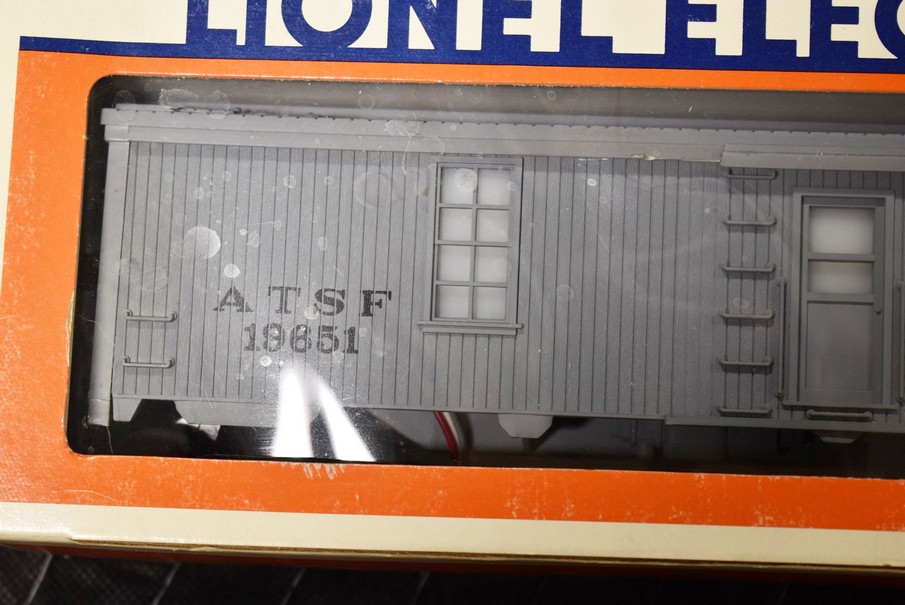 LIONEL ELEC
ATSF
19651